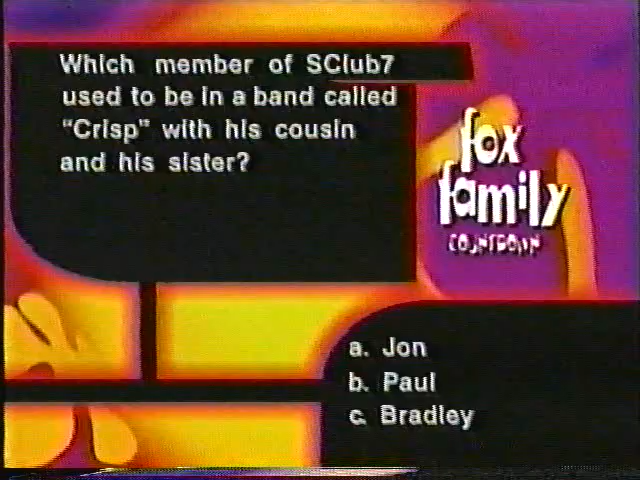 Which member of SClub7
used to be in a band called
"Crisp" with his cousin
and his sister?
fox
family
COUNTDOWN
a. Jon
b. Paul
c. Bradley